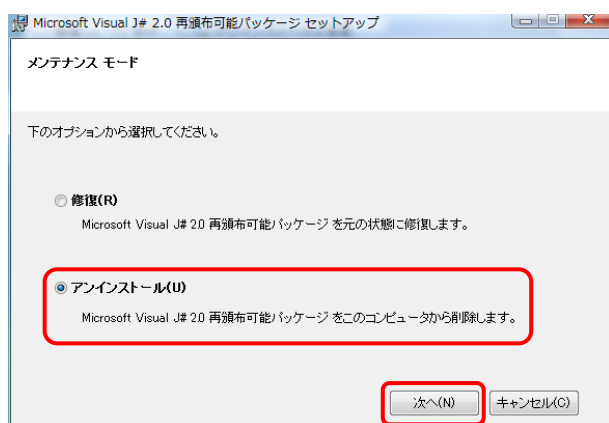 Microsoft Visual J# 2.0 再頒布可能パッケージ セットアップ
メンテナンス モード
下のオプションから選択してください。
修復(R)
Microsoft Visual J# 2.0 再頒布可能パッケージ を元の状態に修復します。
アンインストール(U)
Microsoft Visual J# 2.0 再頒布可能パッケージ をこのコンピュータから削除します。
次へ(N)
キャンセル(C)